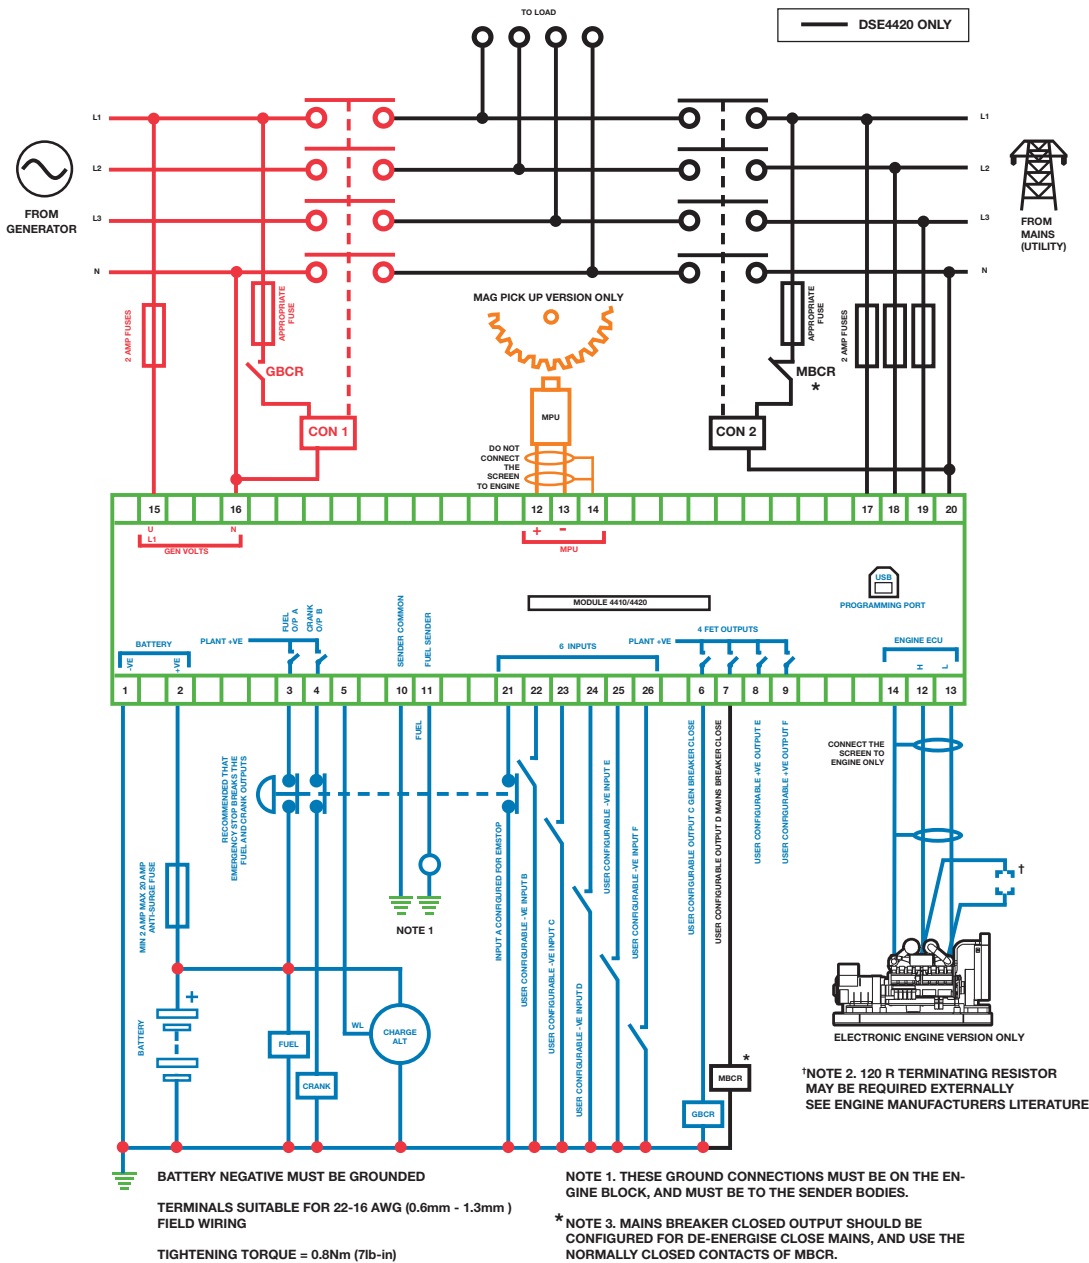 TO LOAD
DSE4420 ONLY
L1
L1
L2
L2
FROM
GENERATOR
L3
L3
FROM
MAINS
(UTILITY)
N
N
MAG PICK UP VERSION ONLY
2 AMP FUSES
APPROPRIATE
FUSE
APPROPRIATE
FUSE
2 AMP FUSES
GBCR
MBCR
*
MPU
CON 1
CON 2
DO NOT
CONNECT
THE
SCREEN
TO ENGINE
15
16
12
13
14
17
18
19
20
U
L1
N
GEN VOLTS
+
-
MPU
USB
PROGRAMMING PORT
MODULE 4410/4420
BATTERY
-VE
+VE
PLANT +VE
FUEL
O/P A
CRANK
O/P B
SENDER COMMON
FUEL SENDER
6 INPUTS
PLANT +VE
4 FET OUTPUTS
ENGINE ECU
H
L
1
2
3
4
5
10
11
21
22
23
24
25
26
6
7
8
9
14
12
13
FUEL
RECOMMENDED THAT
EMERGENCY STOP BREAKS THE
FUEL AND CRANK OUTPUTS
MIN 2 AMP MAX 20 AMP
ANTI-SURGE FUSE
NOTE 1
INPUT A CONFIGURED FOR EMSTOP
USER CONFIGURABLE -VE INPUT B
USER CONFIGURABLE -VE INPUT C
USER CONFIGURABLE -VE INPUT D
USER CONFIGURABLE -VE INPUT E
USER CONFIGURABLE -VE INPUT F
USER CONFIGURABLE OUTPUT C GEN BREAKER CLOSE
USER CONFIGURABLE OUTPUT D MAINS BREAKER CLOSE
USER CONFIGURABLE +VE OUTPUT E
USER CONFIGURABLE +VE OUTPUT F
CONNECT THE
SCREEN TO
ENGINE ONLY
†
+
BATTERY
FUEL
CRANK
WL
CHARGE
ALT
MBCR
*
GBCR
ELECTRONIC ENGINE VERSION ONLY
†NOTE 2. 120 R TERMINATING RESISTOR
MAY BE REQUIRED EXTERNALLY
SEE ENGINE MANUFACTURERS LITERATURE
BATTERY NEGATIVE MUST BE GROUNDED
TERMINALS SUITABLE FOR 22-16 AWG (0.6mm - 1.3mm )
FIELD WIRING
TIGHTENING TORQUE = 0.8Nm (7lb-in)
NOTE 1. THESE GROUND CONNECTIONS MUST BE ON THE EN-
GINE BLOCK, AND MUST BE TO THE SENDER BODIES.
* NOTE 3. MAINS BREAKER CLOSED OUTPUT SHOULD BE
CONFIGURED FOR DE-ENERGISE CLOSE MAINS, AND USE THE
NORMALLY CLOSED CONTACTS OF MBCR.